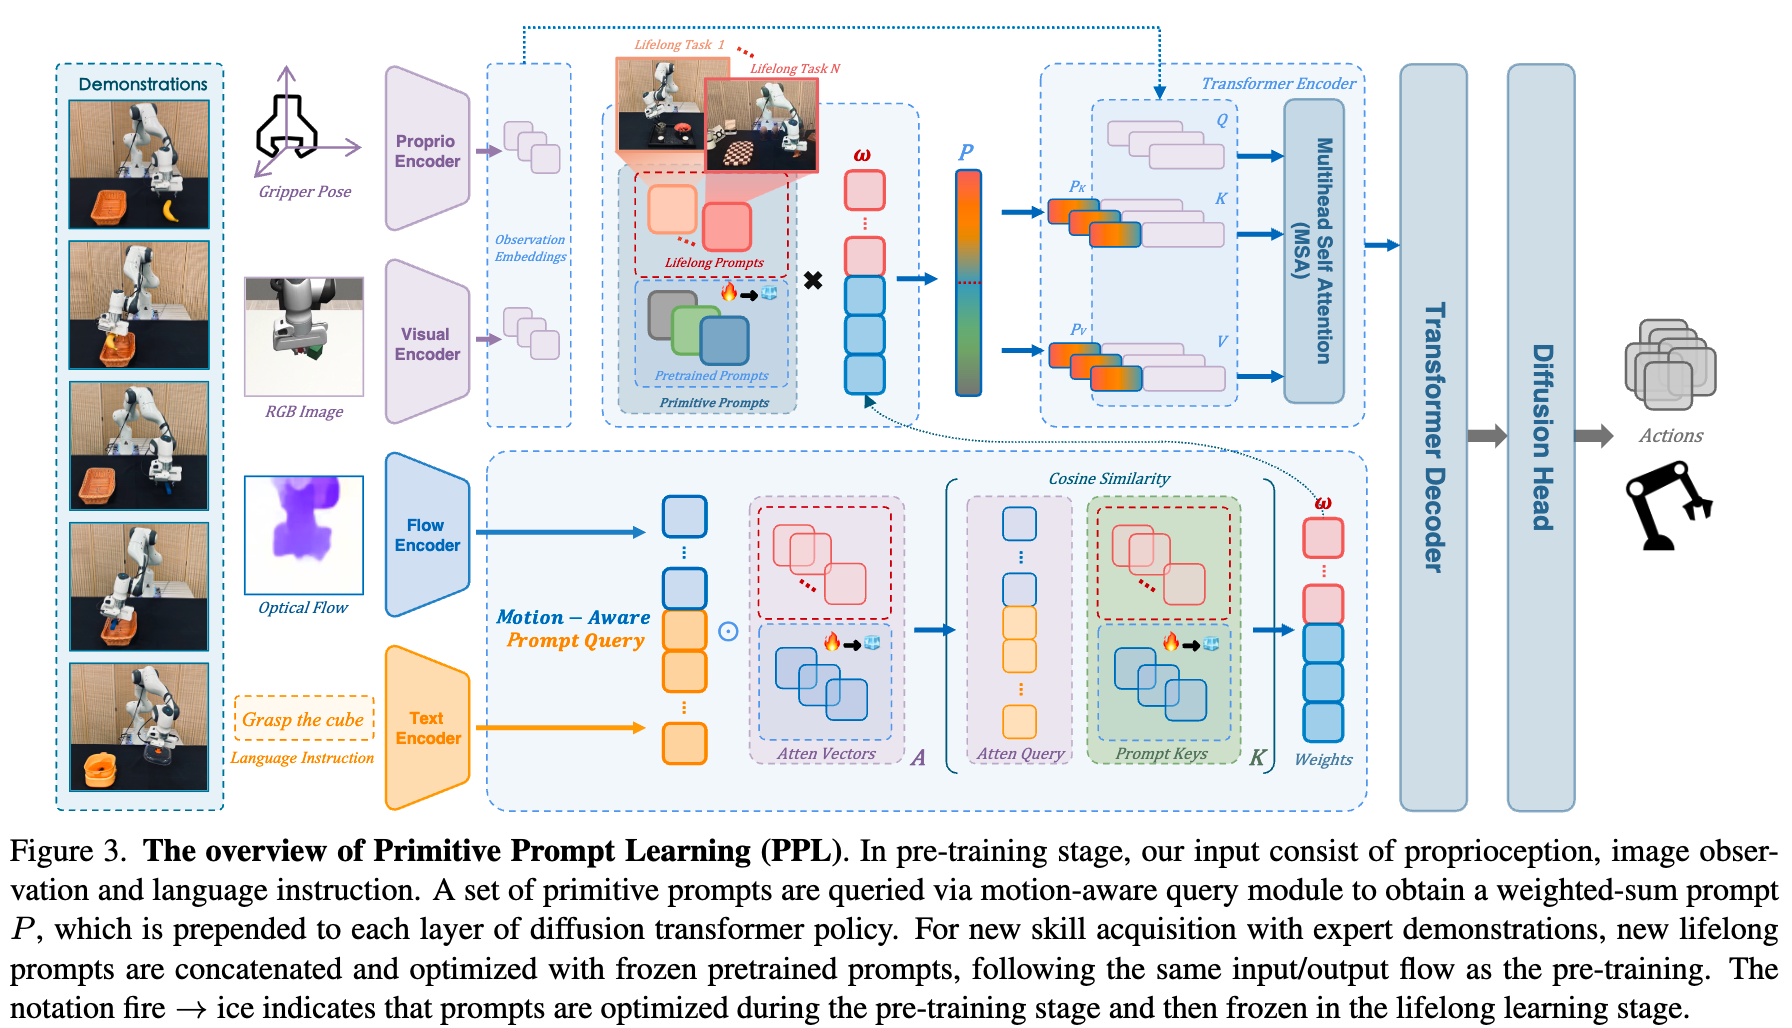 Demonstrations
Gripper Pose
RGB Image
Optical Flow
Grasp the cube
Language Instruction
Proprio
Encoder
Visual
Encoder
Flow
Encoder
Text
Encoder
Observation
Embeddings
Lifelong Task 1
Lifelong Task N
Lifelong Prompts
Pretrained Prompts
Primitive Prompts
ω
P
Transformer Encoder
Q
PK
K
PV
V
Multihead Self Attention
(MSA)
Motion – Aware
Prompt Query
Atten Vectors
A
Cosine Similarity
Atten Query
Prompt Keys
K
ω
Weights
Transformer Decoder
Diffusion Head
Actions
Figure 3. The overview of Primitive Prompt Learning (PPL). In pre-training stage, our input consist of proprioception, image obser-
vation and language instruction. A set of primitive prompts are queried via motion-aware query module to obtain a weighted-sum prompt
P, which is prepended to each layer of diffusion transformer policy. For new skill acquisition with expert demonstrations, new lifelong
prompts are concatenated and optimized with frozen pretrained prompts, following the same input/output flow as the pre-training. The
notation fire → ice indicates that prompts are optimized during the pre-training stage and then frozen in the lifelong learning stage.